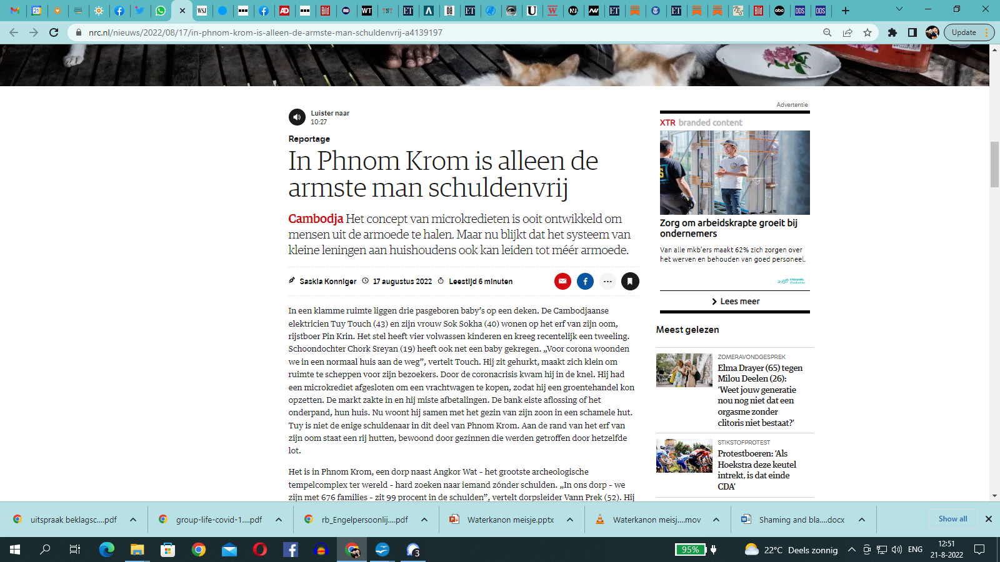 nrc.nl/nieuws/2022/08/17/in-phnom-krom-is-alleen-de-armste-man-schuldenvrij-a4139197
Update
Luister naar
10:27
Reportage
In Phnom Krom is alleen de
armste man schuldenvrij
Cambodja Het concept van microkredieten is ooit ontwikkeld om
mensen uit de armoede te halen. Maar nu blijkt dat het systeem van
kleine leningen aan huishoudens ook kan leiden tot méér armoede.
Saskia Konniger 17 augustus 2022 Leestijd 6 minuten
In een klamme ruimte liggen drie pasgeboren baby's op een deken. De Cambodjaanse
elektricien Tuy Touch (43) en zijn vrouw Sok Sokha (40) wonen op het erf van zijn oom,
rijstboer Pin Krin. Het stel heeft vier volwassen kinderen en kreeg recentelijk een tweeling.
Schoondochter Chork Sreyan (19) heeft ook net een baby gekregen. „Voor corona woonden
we in een normaal huis aan de weg”, vertelt Touch. Hij zit gehurkt, maakt zich klein om
ruimte te scheppen voor zijn bezoekers. Door de coronacrisis kwam hij in de knel. Hij had
een microkrediet afgesloten om een vrachtwagen te kopen, zodat hij een groentehandel kon
opzetten. De markt zakte in en hij miste afbetalingen. De bank eiste aflossing of het
onderpand, hun huis. Nu woont hij samen met het gezin van zijn zoon in een schamele hut.
Tuy is niet de enige schuldenaar in dit deel van Phnom Krom. Aan de rand van het erf van
zijn oom staat een rij hutten, bewoond door gezinnen die werden getroffen door hetzelfde
lot.
Het is in Phnom Krom, een dorp naast Angkor Wat - het grootste archeologische
tempelcomplex ter wereld - hard zoeken naar iemand zónder schulden. „In ons dorp - we
zijn met 676 families - zit 99 procent in de schulden”, vertelt dorpsleider Vann Prek (52). Hij
Advertentie
XTR branded content
Zorg om arbeidskrapte groeit bij
ondernemers
Van alle mkb'ers maakt 62% zich zorgen over
het werven en behouden van goed personeel.
Lees meer
Meest gelezen
ZOMERAVONDGESPREK
Elma Drayer (65) tegen
Milou Deelen (26):
‘Weet jouw generatie
nou nog niet dat een
orgasme zonder
clitoris niet bestaat?’
STIKSTOFPROTEST
Protestboeren: ‘Als
Hoekstra deze keutel
intrekt, is dat einde
CDA’
uitspraak beklagsc....pdf
group-life-covid-1....pdf
rb_Engelpersoonlij....pdf
Waterkanon meisje.pptx
Waterkanon meisj....mov
Shaming and bla....docx
Show all
95%
22°C Deels zonnig
ENG
12:51
21-8-2022